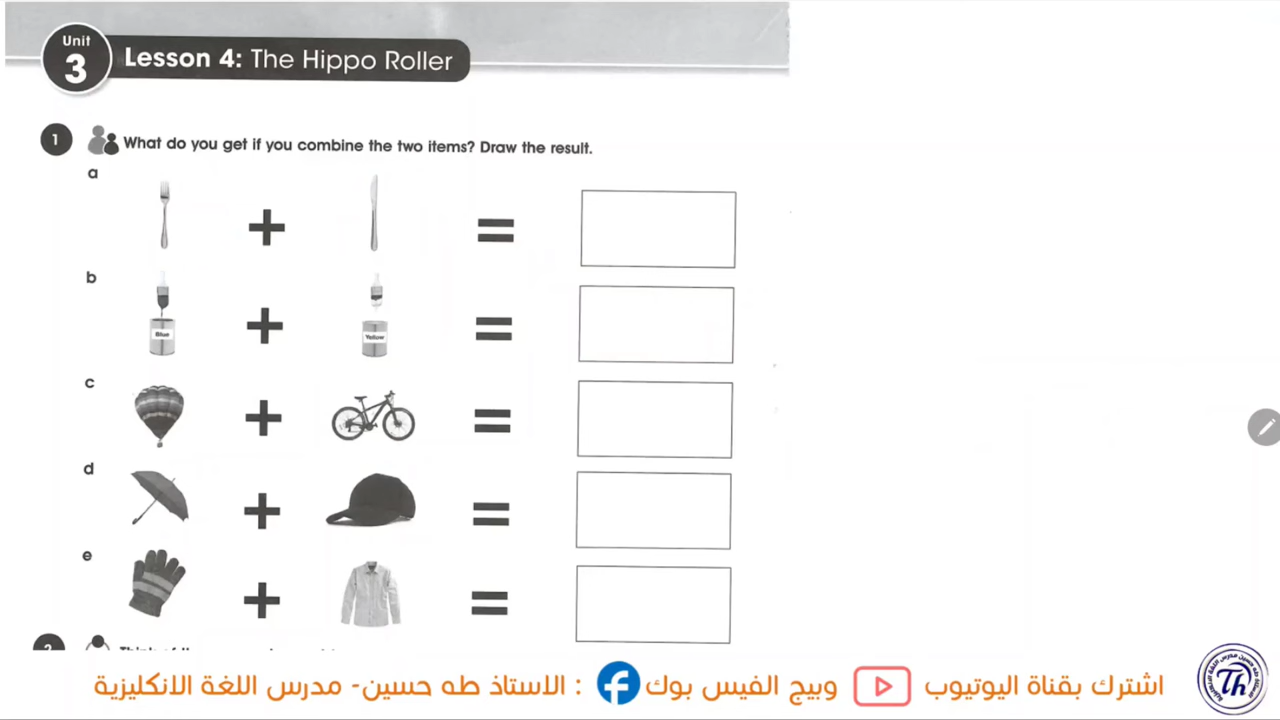 Unit
3
Lesson 4: The Hippo Roller
1 What do you get if you combine the two items? Draw the result.
a
+ =
b
Blue + Yellow =
c
+ =
d
+ =
e
+ =
2
اشترك بقناة اليوتيوب وبيج الفيس بوك : الاستاذ طه حسين- مدرس اللغة الانكليزية
Th